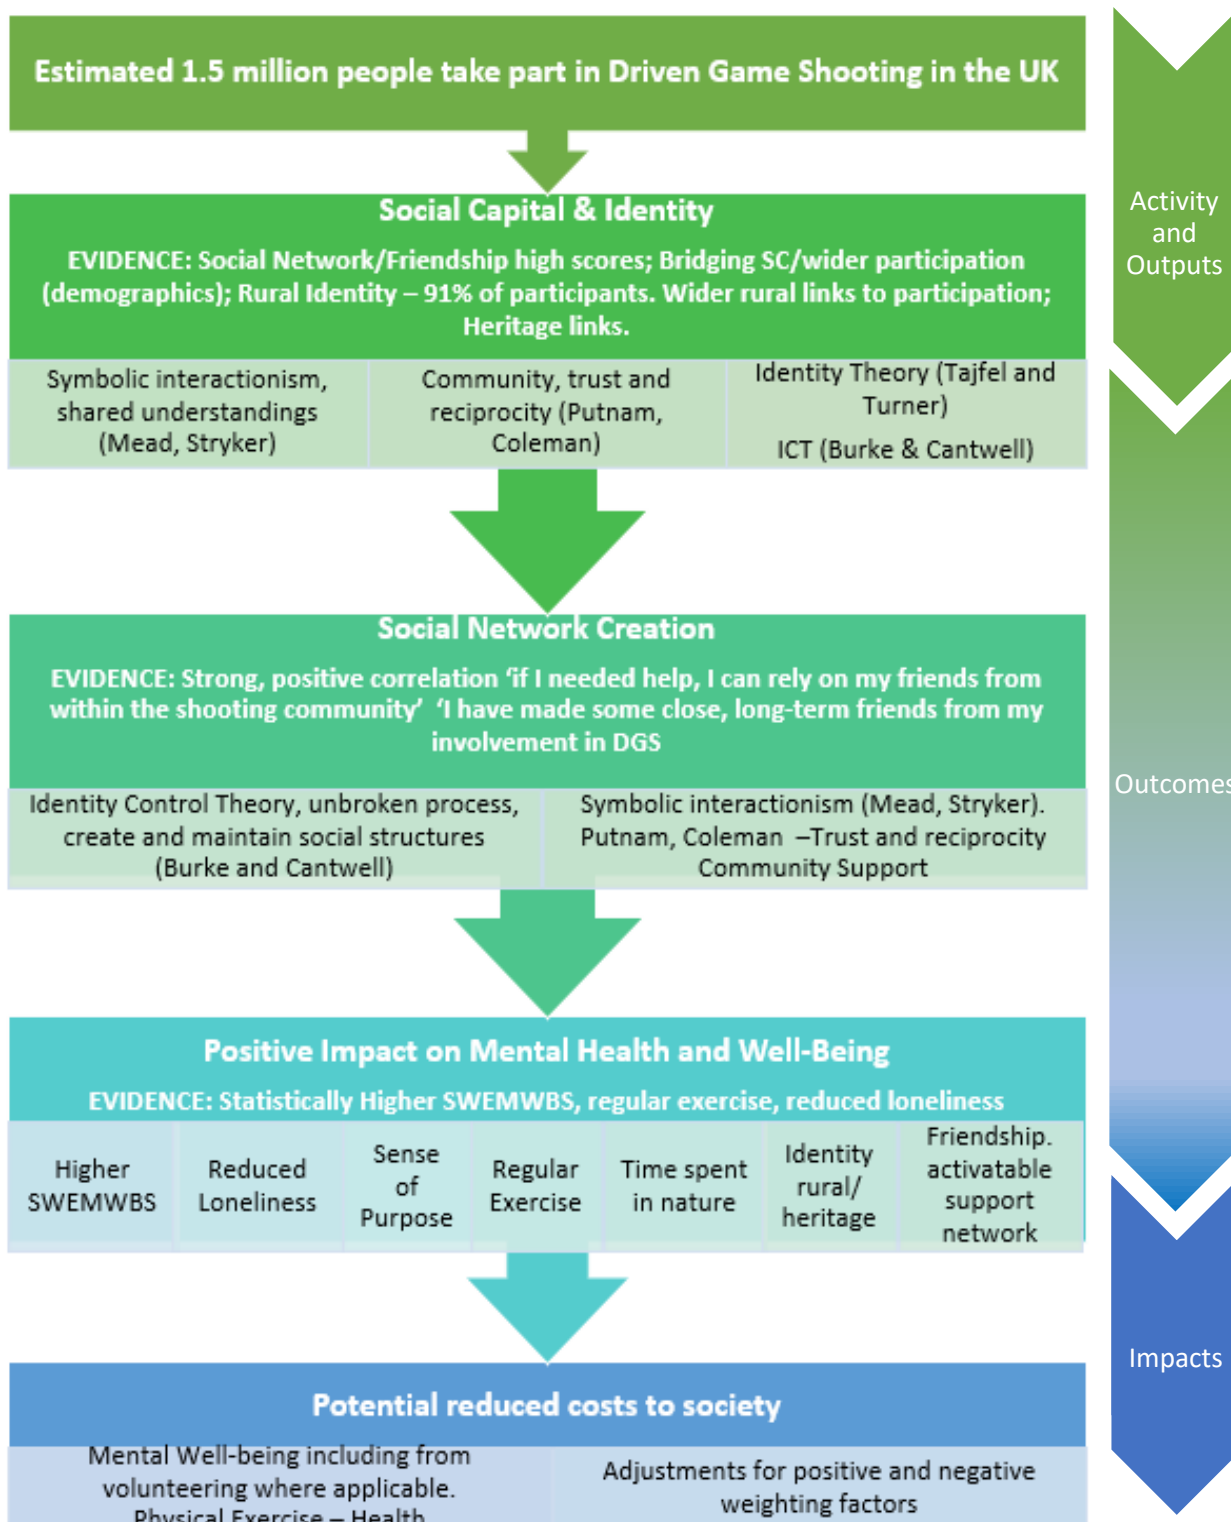 Estimated 1.5 million people take part in Driven Game Shooting in the UK
Social Capital & Identity
EVIDENCE: Social Network/Friendship high scores; Bridging SC/wider participation
(demographics); Rural Identity – 91% of participants. Wider rural links to participation;
Heritage links.
Symbolic interactionism,
shared understandings
(Mead, Stryker)
Community, trust and
reciprocity (Putnam,
Coleman)
Identity Theory (Tajfel and
Turner)
ICT (Burke & Cantwell)
Social Network Creation
EVIDENCE: Strong, positive correlation ‘if I needed help, I can rely on my friends from
within the shooting community’ ‘I have made some close, long-term friends from my
involvement in DGS
Identity Control Theory, unbroken process,
create and maintain social structures
(Burke and Cantwell)
Symbolic interactionism (Mead, Stryker).
Putnam, Coleman –Trust and reciprocity
Community Support
Positive Impact on Mental Health and Well-Being
EVIDENCE: Statistically Higher SWEMWBS, regular exercise, reduced loneliness
Higher
SWEMWBS
Reduced
Loneliness
Sense
of
Purpose
Regular
Exercise
Time spent
in nature
Identity
rural/
heritage
Friendship.
activatable
support
network
Potential reduced costs to society
Mental Well-being including from
volunteering where applicable.
Physical Exercise – Health
Adjustments for positive and negative
weighting factors
Activity
and
Outputs
Outcomes
Impacts